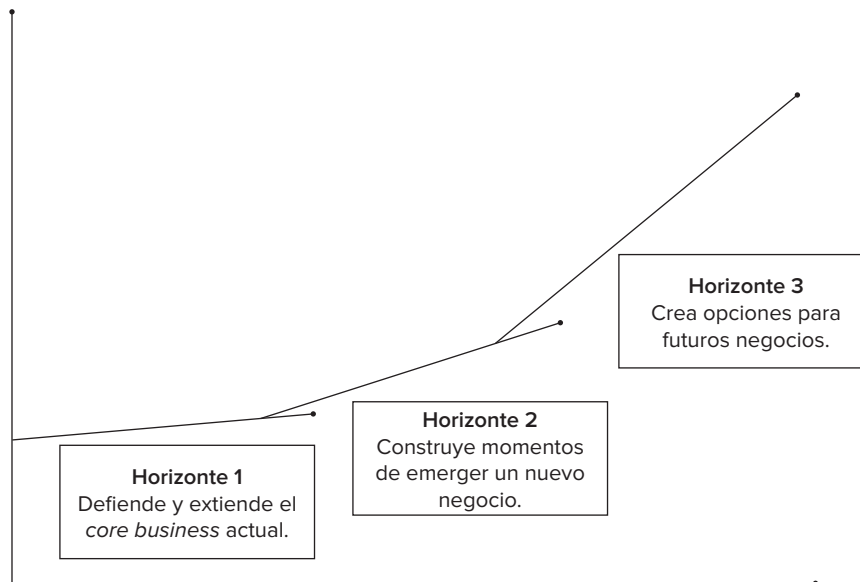 Horizonte 3
Crea opciones para
futuros negocios.
Horizonte 2
Construye momentos
de emerger un nuevo
negocio.
Horizonte 1
Defiende y extiende el
core business actual.